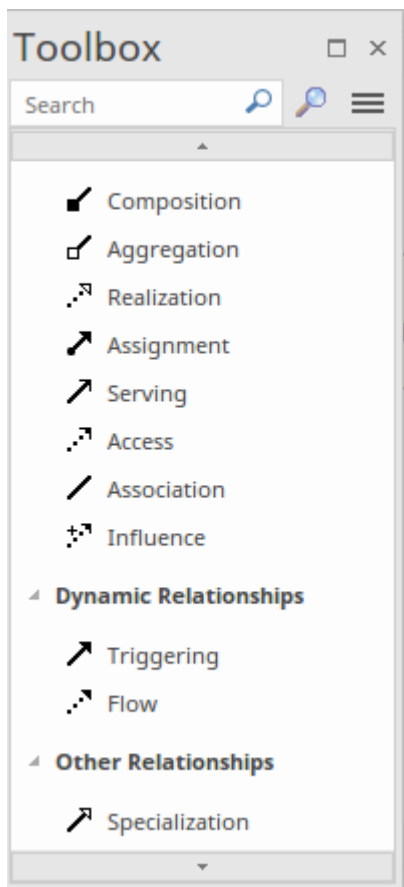 Toolbox
Search
Composition
Aggregation
Realization
Assignment
Serving
Access
Association
Influence
Dynamic Relationships
Triggering
Flow
Other Relationships
Specialization